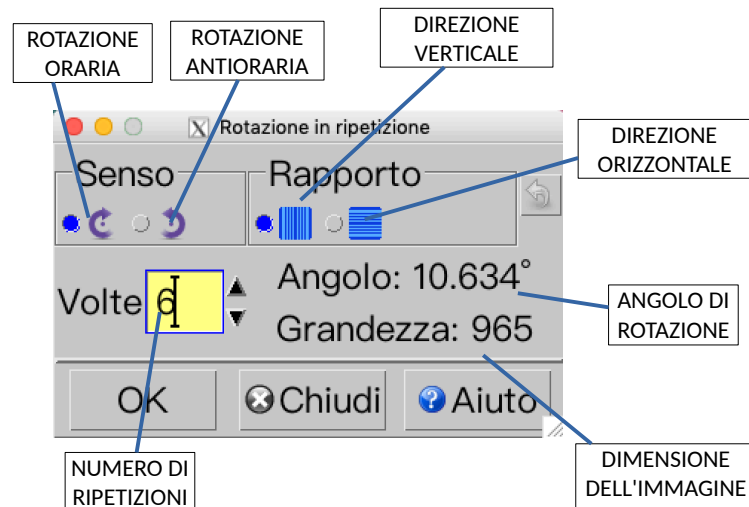 ROTAZIONE
ORARIA
ROTAZIONE
ANTIORARIA
DIREZIONE
VERTICALE
X Rotazione in ripetizione
DIREZIONE
ORIZZONTALE
Senso
Rapporto
Volte 6
Angolo: 10.634°
Grandezza: 965
ANGOLO DI
ROTAZIONE
OK
Chiudi
? Aiuto
NUMERO DI
RIPETIZIONI
DIMENSIONE
DELL'IMMAGINE